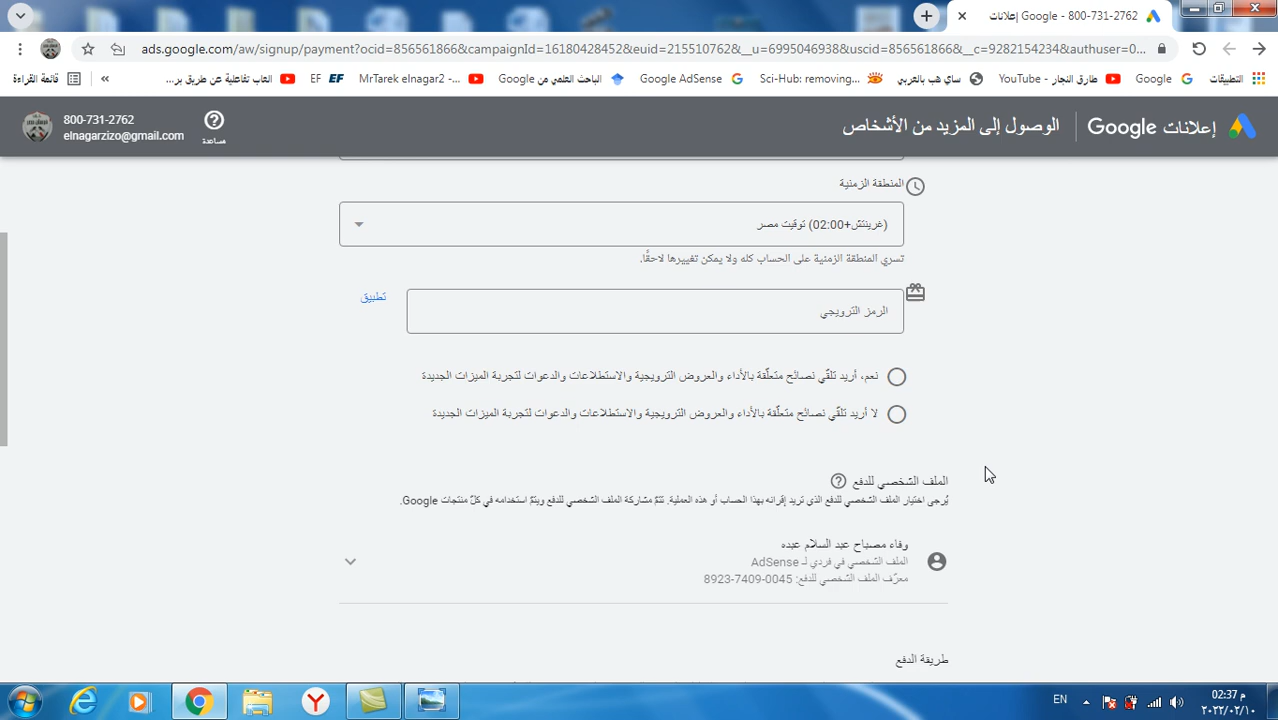 إعلانات Google - 800-731-2762
ads.google.com/aw/signup/payment?ocid=856561866&campaignId=16180428452&euid=215510762&__u=6995046938&uscid=856561866&__c=9282154234&authuser=0...
التطبيقات
Google
طارق النجار - YouTube
ساي هب بالعربي
Sci-Hub: removing...
Google AdSense
الباحث العلمي من Google
MrTarek elnagar2 -...
EF
العاب تفاعلية عن طريق بر...
»
قائمة القراءة
إعلانات Google
الوصول إلى المزيد من الأشخاص
مساعدة
800-731-2762
elnagarzizo@gmail.com
المنطقة الزمنية
(غرينتش+02:00) توقيت مصر
تسري المنطقة الزمنية على الحساب كله ولا يمكن تغييرها لاحقًا.
الرمز الترويجي
تطبيق
نعم، أريد تلقّي نصائح متعلّقة بالأداء والعروض الترويجية والاستطلاعات والدعوات لتجربة الميزات الجديدة
لا أريد تلقّي نصائح متعلّقة بالأداء والعروض الترويجية والاستطلاعات والدعوات لتجربة الميزات الجديدة
الملف الشخصي للدفع
يُرجى اختيار الملف الشخصي للدفع الذي تريد إقرانه بهذا الحساب أو هذه العملية. تتمّ مشاركة الملف الشخصي للدفع ويتمّ استخدامه في كلّ منتجات Google.
وفاء مصباح عبد السلام عبده
الملف الشخصي في فردي لـ AdSense
معرّف الملف الشخصي للدفع: 0045-7409-8923
طريقة الدفع
EN
02:37 م
٢٠٢٢/٠٢/١٠